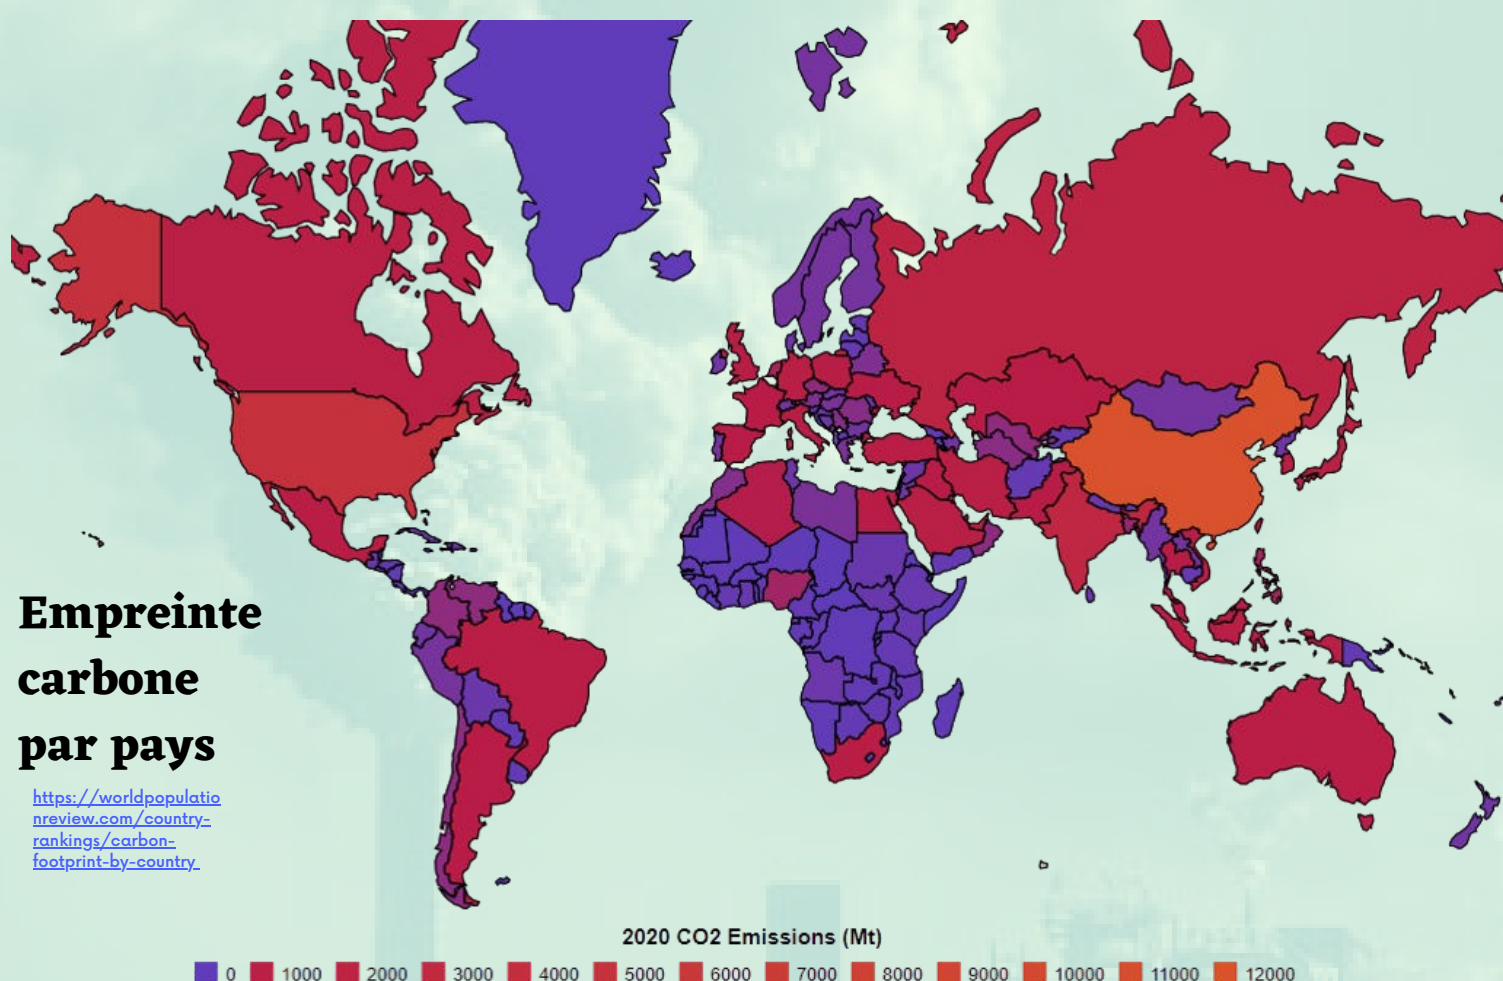 Empreinte
carbone
par pays
https://worldpopulatio
nreview.com/country-
rankings/carbon-
footprint-by-country
2020 CO2 Emissions (Mt)
0 1000 2000 3000 4000 5000 6000 7000 8000 9000 10000 11000 12000